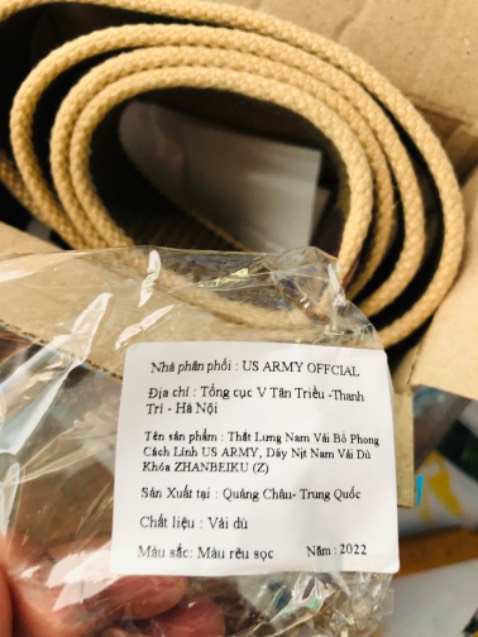 Nhà phân phối : US ARMY OFFCIAL
Địa chỉ : Tổng cục V Tân Triều -Thanh
Trì - Hà Nội
Tên sản phẩm : Thắt Lưng Nam Vải Bố Phong
Cách Lính US ARMY, Dây Nịt Nam Vải Dù
Khóa ZHANBEIKU (Z)
Sản Xuất tại : Quảng Châu- Trung Quốc
Chất liệu : Vải dù
Màu sắc: Màu rêu sọc Năm : 2022